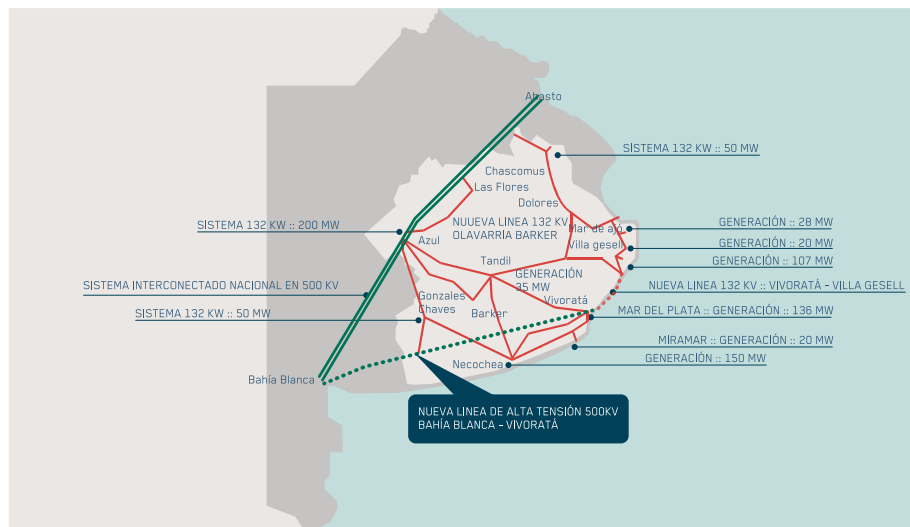 Abasto
SISTEMA 132 KW :: 50 MW
Chascomus
Las Flores
Dolores
SISTEMA 132 KW :: 200 MW
NUUEVA LINEA 132 KV
OLAVARRÍA BARKER
Mar de ajó
GENERACIÓN :: 28 MW
Azul
Villa gesell
GENERACIÓN :: 20 MW
Tandil
GENERACIÓN :: 107 MW
GENERACIÓN
35 MW
SISTEMA INTERCONECTADO NACIONAL EN 500 KV
NUEVA LINEA 132 KV :: VIVORATÁ - VILLA GESELL
Gonzales
Chaves
Vivoratá
SISTEMA 132 KW :: 50 MW
Barker
MAR DEL PLATA :: GENERACIÓN :: 136 MW
MIRAMAR :: GENERACIÓN :: 20 MW
Necochea
GENERACIÓN :: 150 MW
Bahía Blanca
NUEVA LINEA DE ALTA TENSIÓN 500KV
BAHÍA BLANCA - VIVORATÁ